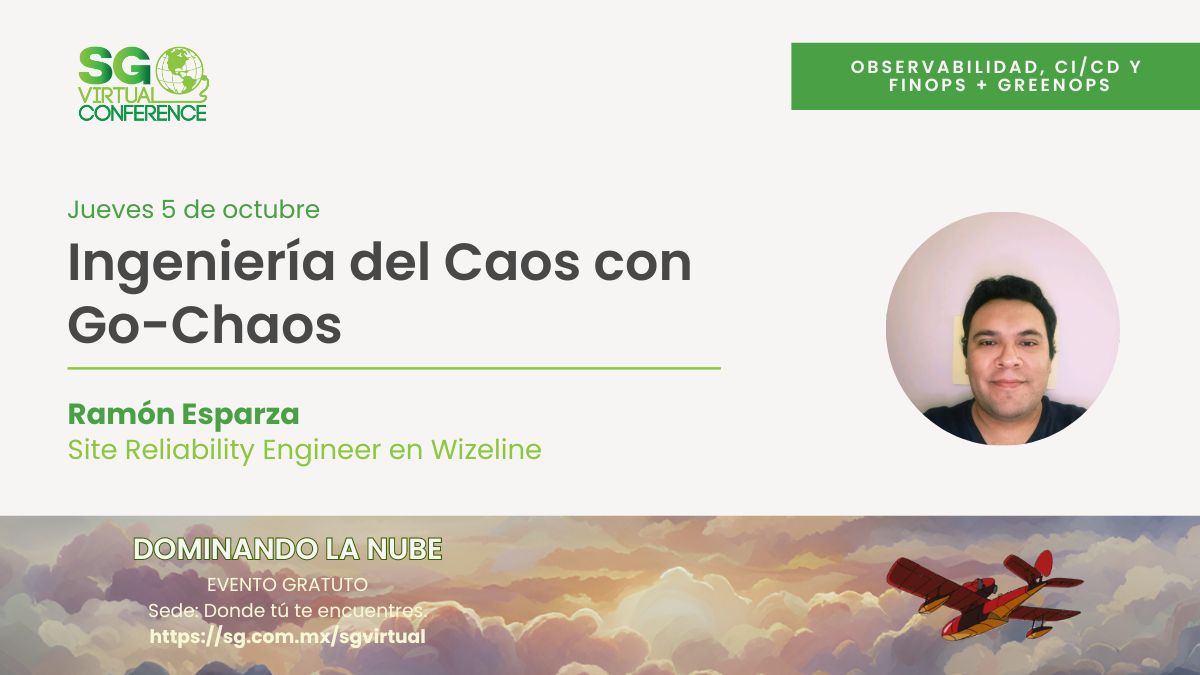 SG
VIRTUAL
CONFERENCE
OBSERVABILIDAD, CI/CD Y
FINOPS + GREENOPS
Jueves 5 de octubre
Ingeniería del Caos con
Go-Chaos
Ramón Esparza
Site Reliability Engineer en Wizeline
DOMINANDO LA NUBE
EVENTO GRATUTO
Sede: Donde tú te encuentros.
https://sg.com.mx/sgvirtual